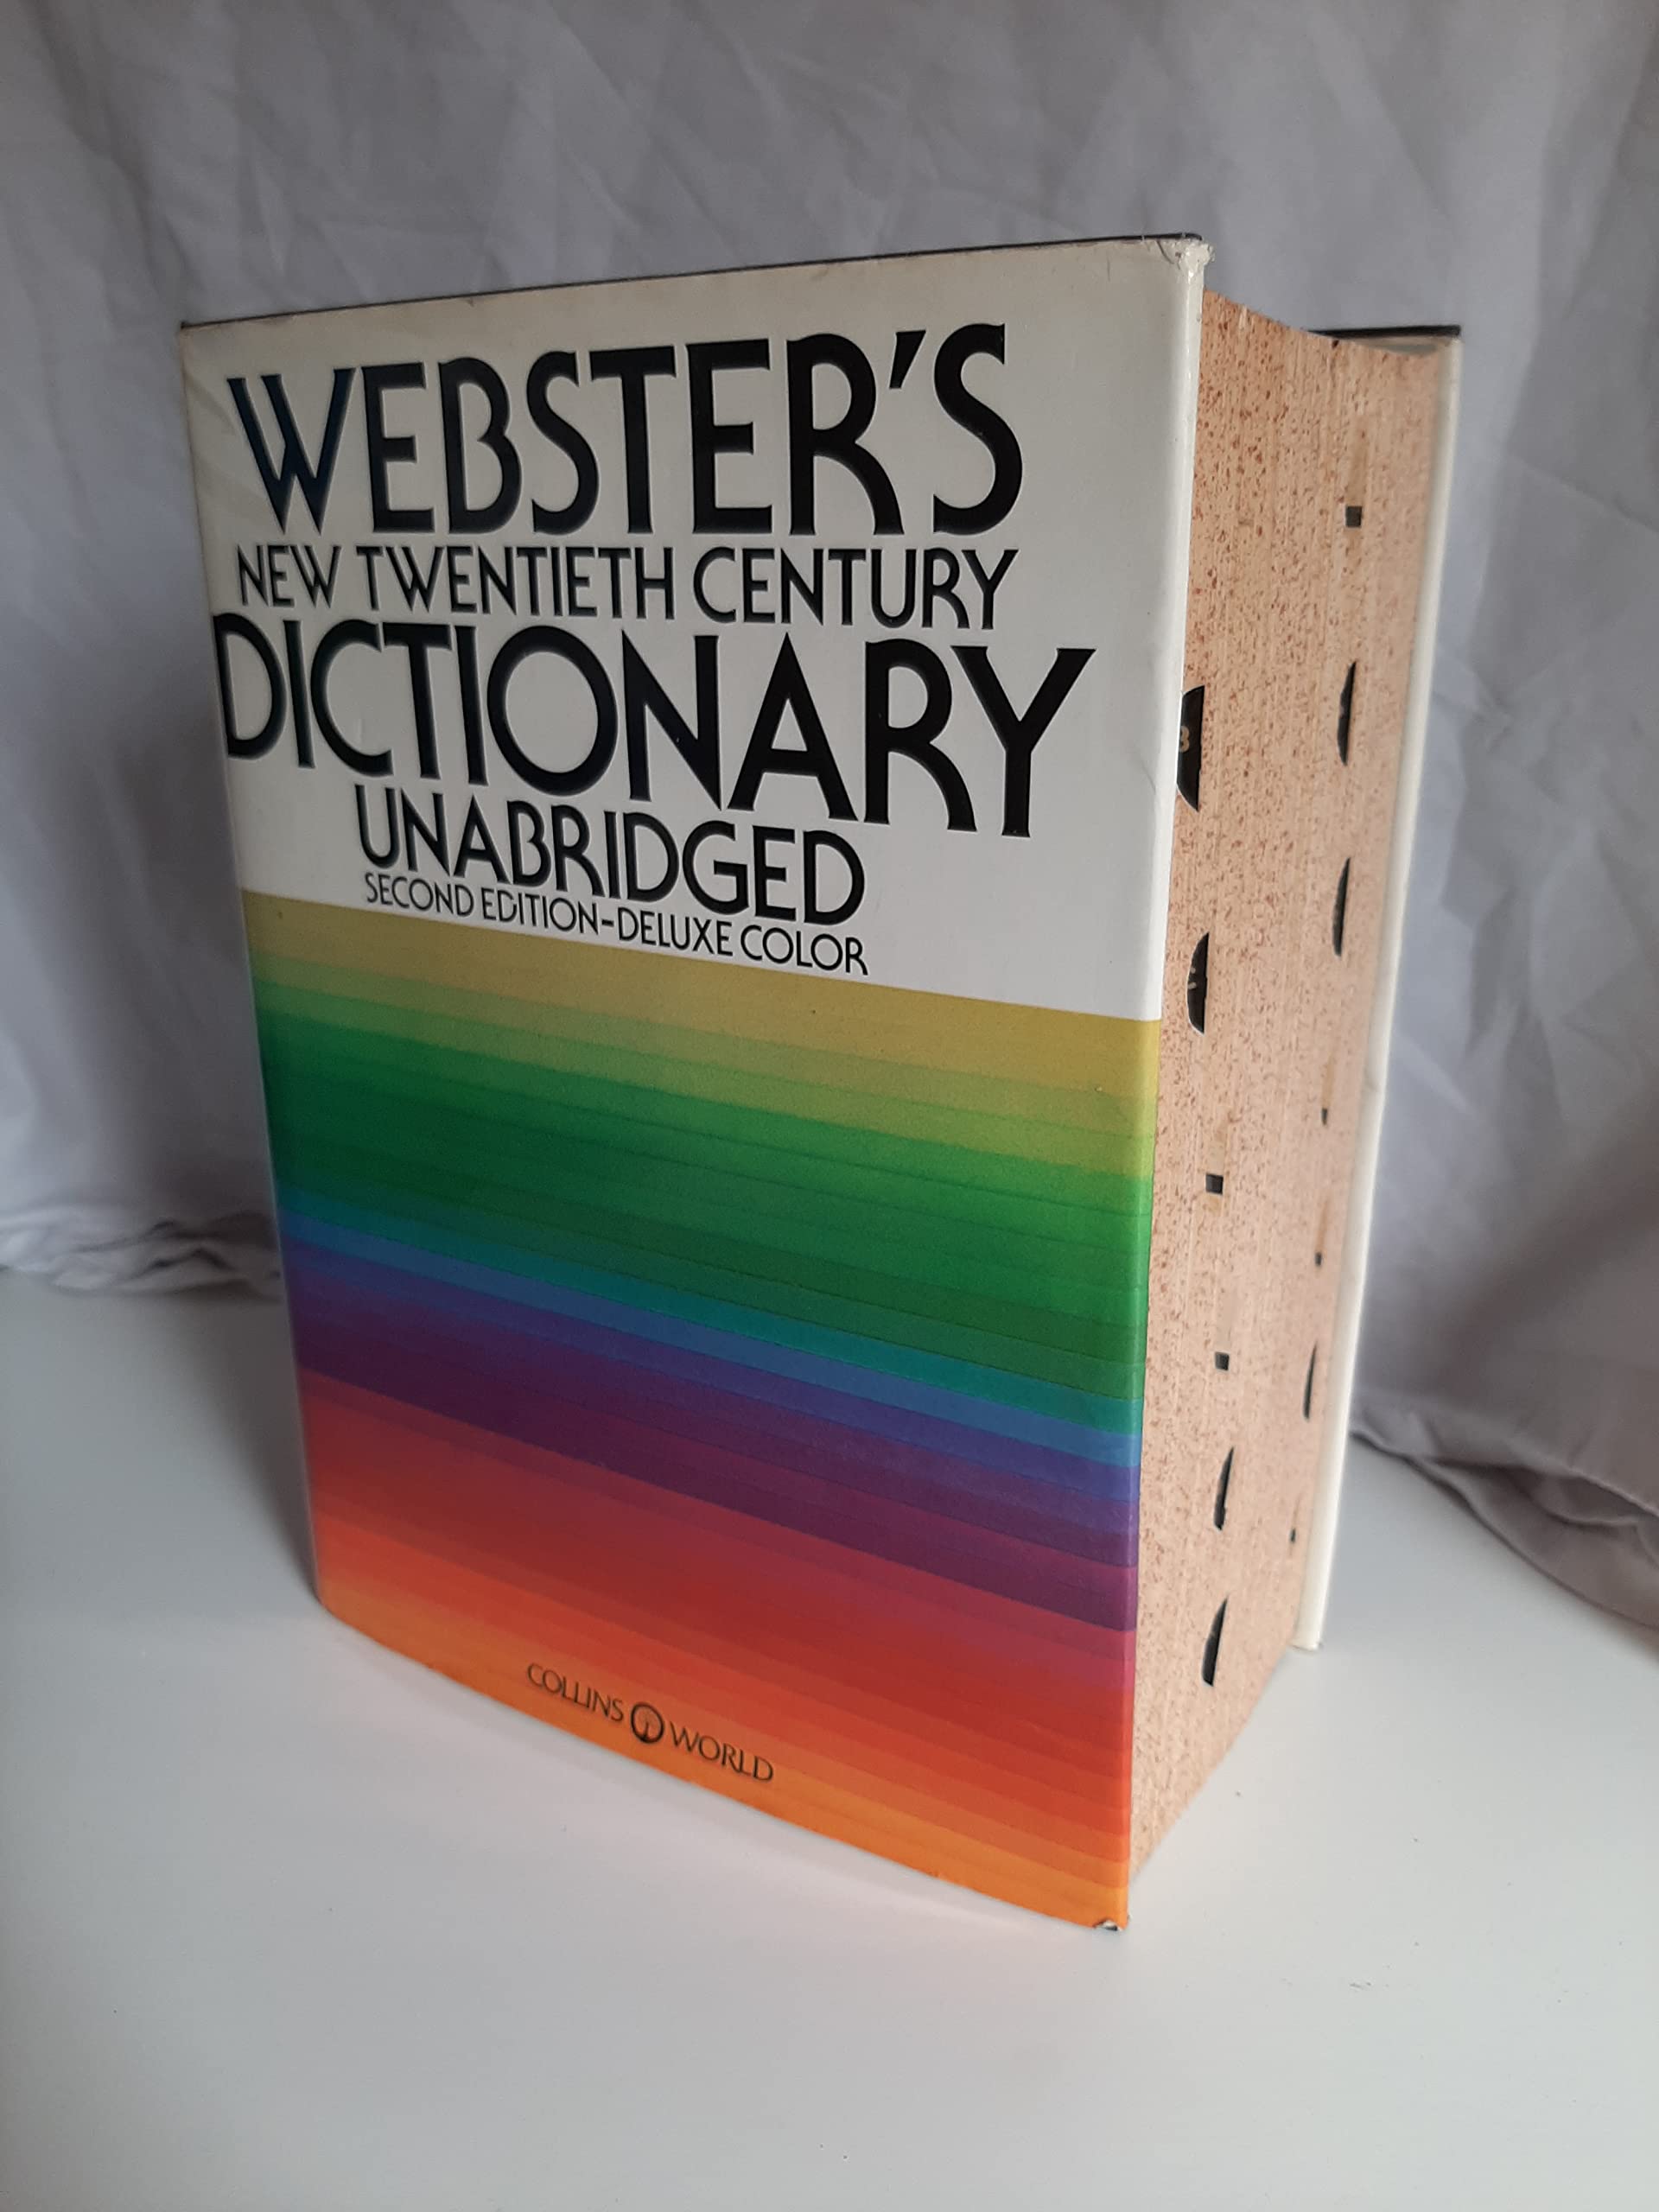 WEBSTER'S
NEW TWENTIETH CENTURY
DICTIONARY
UNABRIDGED
SECOND EDITION-DELUXE COLOR
COLLINS WORLD
B